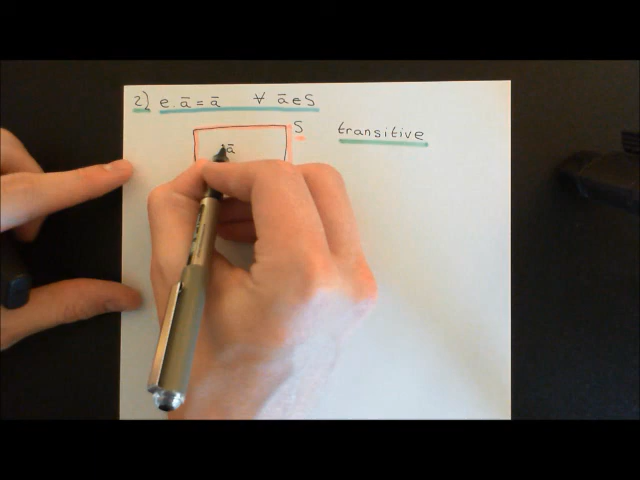 2) e.ā = ā ∀ ā e S
S
transitive
ā